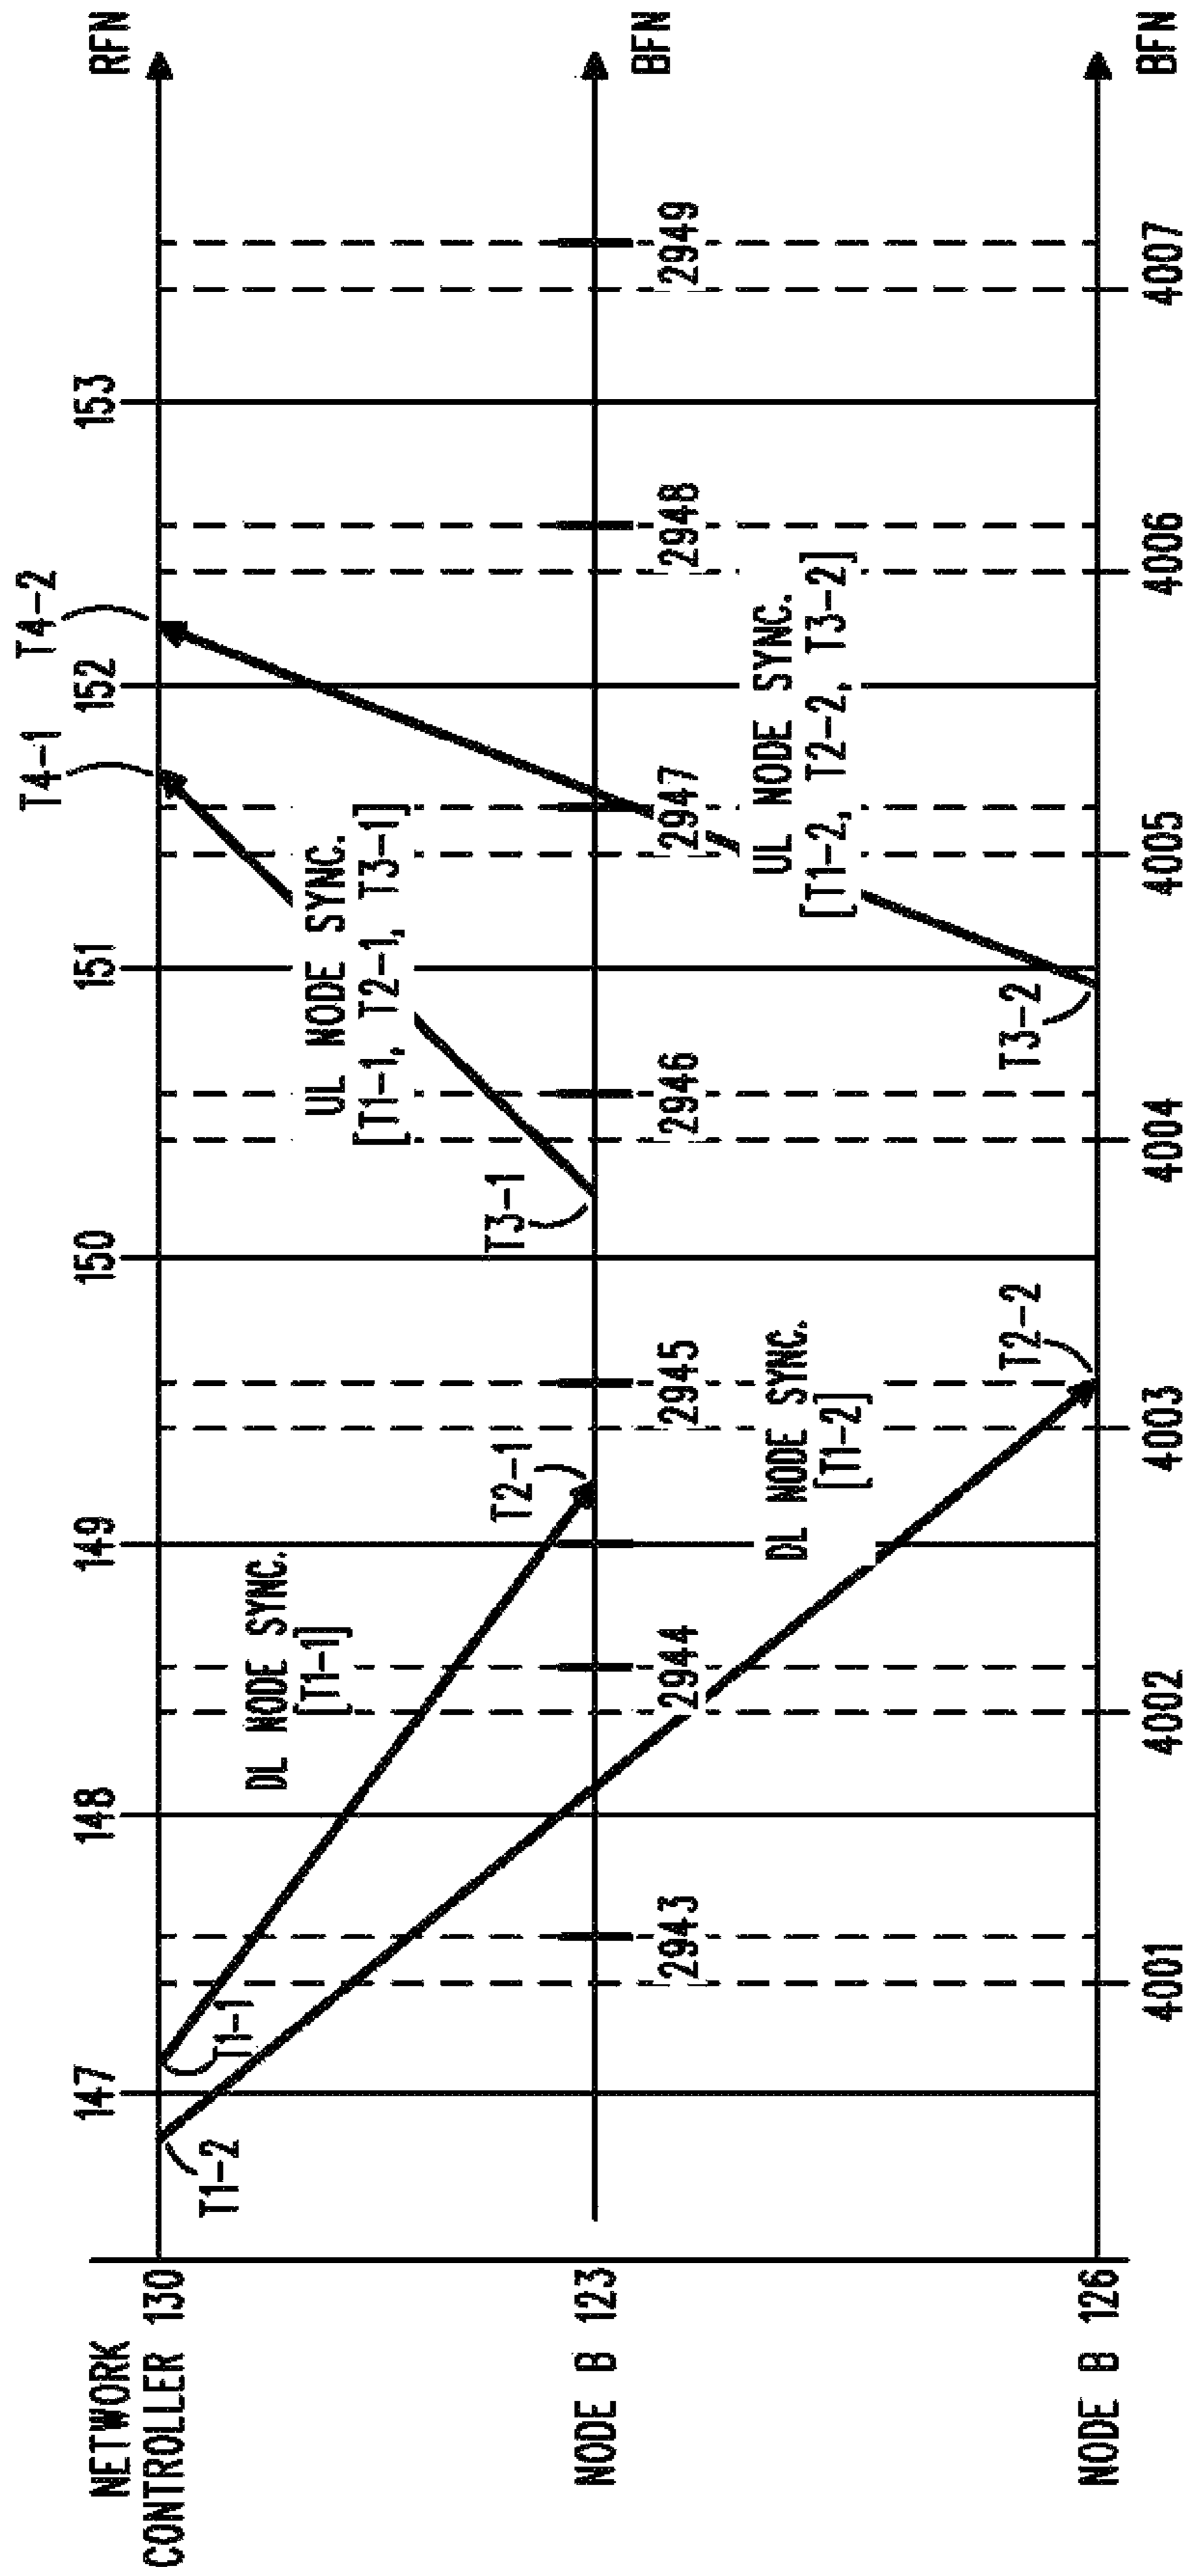 T4-1 T4-2
147 148 149 150 151 152 153 RFN
NETWORK
CONTROLLER 130
T1-2
T1-1
DL NODE SYNC.
[T1-1]
UL NODE SYNC.
[T1-1, T2-1, T3-1]
T2-1
T3-1
NODE B 123
BFN
2943 2944 2945 2946 2947 2948 2949
DL NODE SYNC.
[T1-2]
UL NODE SYNC.
[T1-2, T2-2, T3-2]
T2-2
T3-2
NODE B 126
4001 4002 4003 4004 4005 4006 4007 BFN